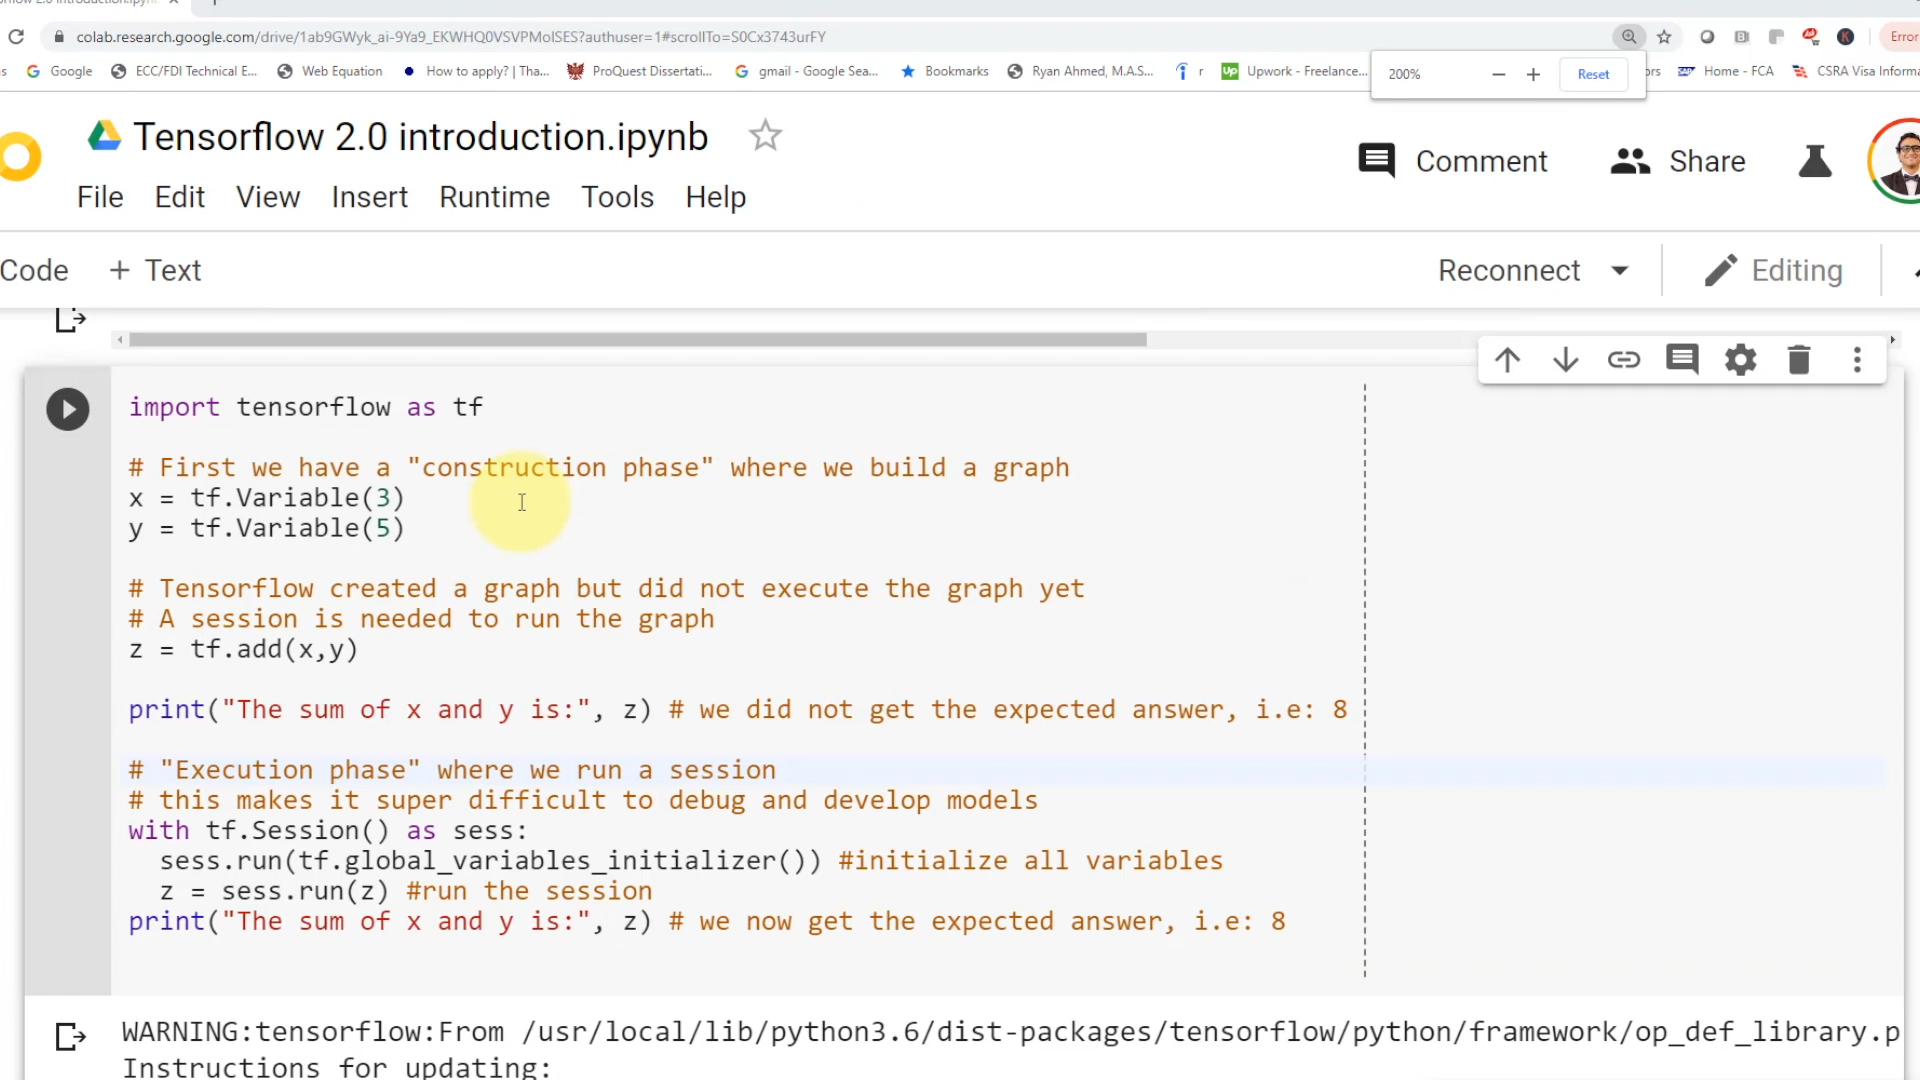 colab.research.google.com/drive/1ab9GWyk_ai-9Ya9_EKWHQ0VSVPMolSES?authuser=1#scrollTo=S0Cx3743urFY
Error
Google
ECC/FDI Technical E...
Web Equation
How to apply? | Tha...
ProQuest Dissertati...
gmail - Google Sea...
Bookmarks
Ryan Ahmed, M.A.S...
r
Upwork - Freelance...
200%
Reset
Home - FCA
CSRA Visa Informa
Tensorflow 2.0 introduction.ipynb
Comment
Share
File Edit View Insert Runtime Tools Help
Code + Text
Reconnect
Editing
import tensorflow as tf
# First we have a "construction phase" where we build a graph
x = tf.Variable(3)
y = tf.Variable(5)
# Tensorflow created a graph but did not execute the graph yet
# A session is needed to run the graph
z = tf.add(x,y)
print("The sum of x and y is:", z) # we did not get the expected answer, i.e: 8
# "Execution phase" where we run a session
# this makes it super difficult to debug and develop models
with tf.Session() as sess:
sess.run(tf.global_variables_initializer()) #initialize all variables
z = sess.run(z) #run the session
print("The sum of x and y is:", z) # we now get the expected answer, i.e: 8
WARNING:tensorflow:From /usr/local/lib/python3.6/dist-packages/tensorflow/python/framework/op_def_library.p
Instructions for updating: